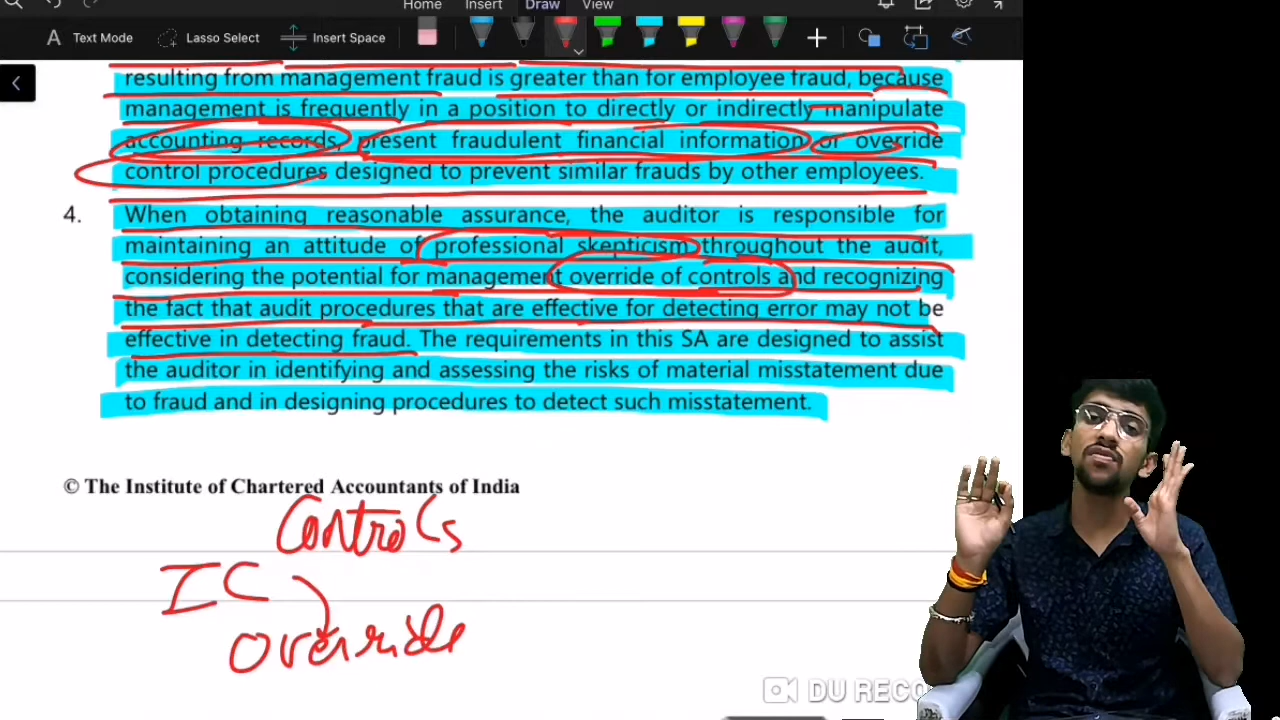 Home Insert Draw View
Text Mode Lasso Select Insert Space
resulting from management fraud is greater than for employee fraud, because
management is frequently in a position to directly or indirectly manipulate
accounting records, present fraudulent financial information or override
control procedures designed to prevent similar frauds by other employees.
4. When obtaining reasonable assurance, the auditor is responsible for
maintaining an attitude of professional skepticism throughout the audit,
considering the potential for management override of controls and recognizing
the fact that audit procedures that are effective for detecting error may not be
effective in detecting fraud. The requirements in this SA are designed to assist
the auditor in identifying and assessing the risks of material misstatement due
to fraud and in designing procedures to detect such misstatement.
© The Institute of Chartered Accountants of India
Controls
IC
override
DU RECO